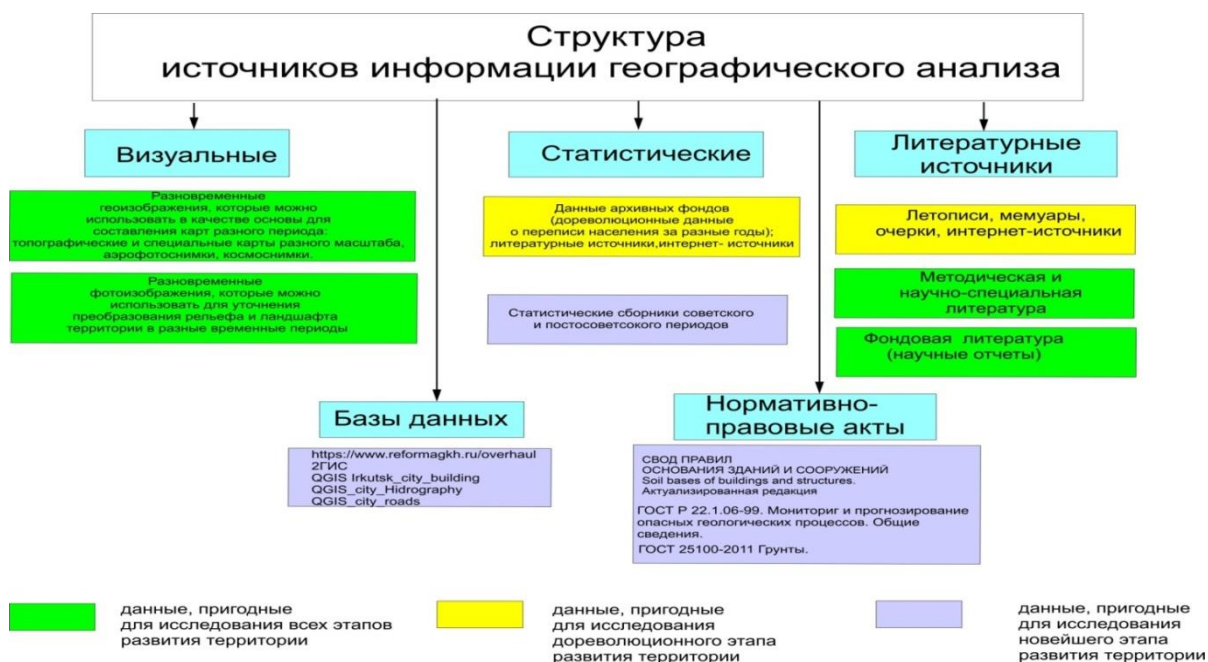 Структура
источников информации географического анализа
Визуальные
Разновременные
геоизображения, которые можно
использовать в качестве основы для
составления карт разного периода:
топографические и специальные карты разного масштаба,
аэрофотоснимки, космоснимки.
Разновременные
фотоизображения, которые можно
использовать для уточнения
преобразования рельефа и ландшафта
территории в разные временные периоды
Статистические
Данные архивных фондов
(дореволюционные данные
о переписи населения за разные годы);
литературные источники,интернет- источники
Статистические сборники советского
и постосоветсокого периодов
Литературные
источники
Летописи, мемуары,
очерки, интернет-источники
Методическая и
научно-специальная
литература
Фондовая литература
(научные отчеты)
Базы данных
https://www.reformagkh.ru/overhaul
2ГИС
QGIS Irkutsk_city_building
QGIS_city_Hidrography
QGIS_city_roads
Нормативно-
правовые акты
СВОД ПРАВИЛ
ОСНОВАНИЯ ЗДАНИЙ И СООРУЖЕНИЙ
Soil bases of buildings and structures.
Актуализированная редакция
ГОСТ Р 22.1.06-99. Мониториг и прогнозирование
опасных геологических процессов. Общие
сведения.
ГОСТ 25100-2011 Грунты.
данные, пригодные
для исследования всех этапов
развития территории
данные, пригодные
для исследования
дореволюционного этапа
развития территории
данные, пригодные
для исследования
новейшего этапа
развития территории